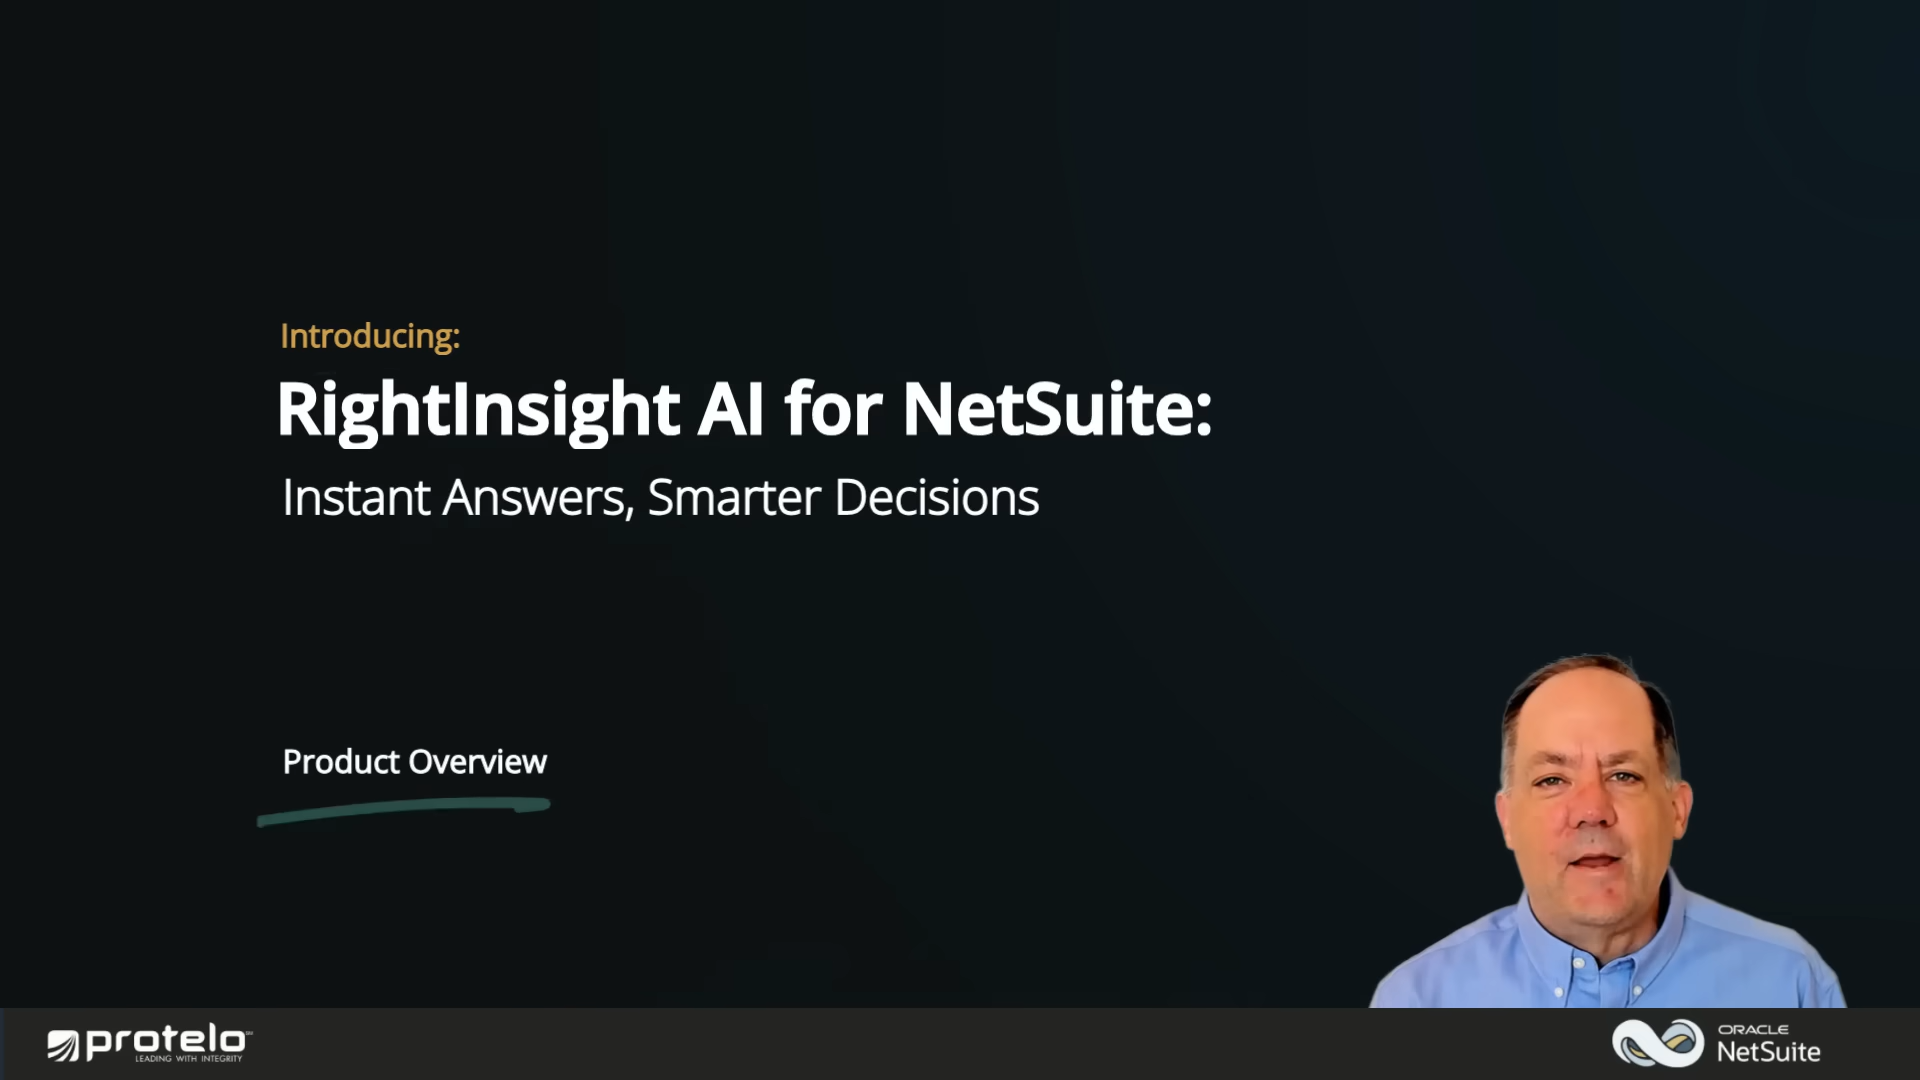 Introducing:
RightInsight AI for NetSuite:
Instant Answers, Smarter Decisions
Product Overview
protelo
LEADING WITH INTEGRITY
ORACLE
NetSuite